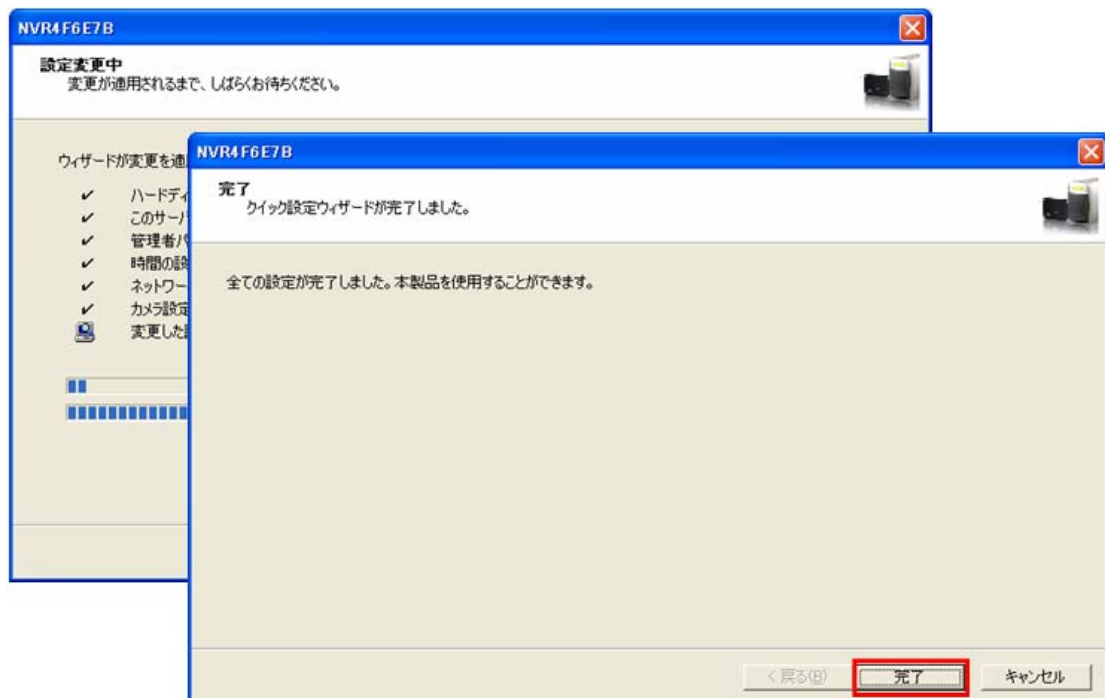 NVR4F6E7B
設定変更中
変更が適用されるまで、しばらくお待ちください。
ウィザードが変更を適
ハードディ
このサーバ
管理者パ
時間の設
ネットワー
カメラ設定
変更した
NVR4F6E7B
完了
クイック設定ウィザードが完了しました。
全ての設定が完了しました。本製品を使用することができます。
< 戻る(B)
完了
キャンセル